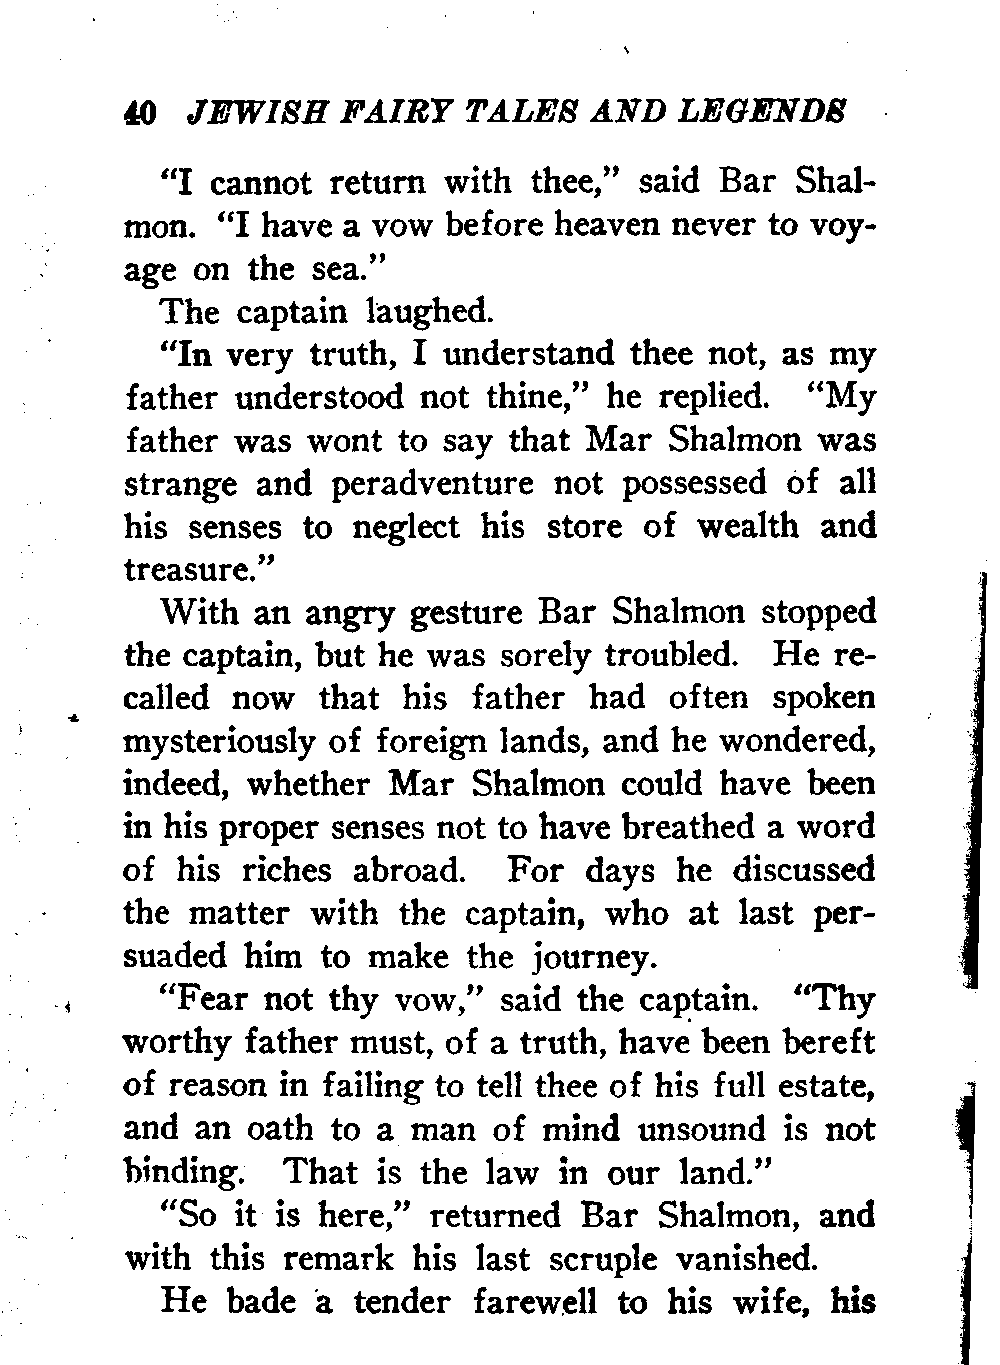 40 JEWISH FAIRY TALES AND LEGENDS
“I cannot return with thee,” said Bar Shal-
mon. “I have a vow before heaven never to voy-
age on the sea.”
The captain laughed.
“In very truth, I understand thee not, as my
father understood not thine,” he replied. “My
father was wont to say that Mar Shalmon was
strange and peradventure not possessed of all
his senses to neglect his store of wealth and
treasure.”
With an angry gesture Bar Shalmon stopped
the captain, but he was sorely troubled. He re-
called now that his father had often spoken
mysteriously of foreign lands, and he wondered,
indeed, whether Mar Shalmon could have been
in his proper senses not to have breathed a word
of his riches abroad. For days he discussed
the matter with the captain, who at last per-
suaded him to make the journey.
“Fear not thy vow,” said the captain. “Thy
worthy father must, of a truth, have been bereft
of reason in failing to tell thee of his full estate,
and an oath to a man of mind unsound is not
binding. That is the law in our land.”
“So it is here,” returned Bar Shalmon, and
with this remark his last scruple vanished.
He bade a tender farewell to his wife, his